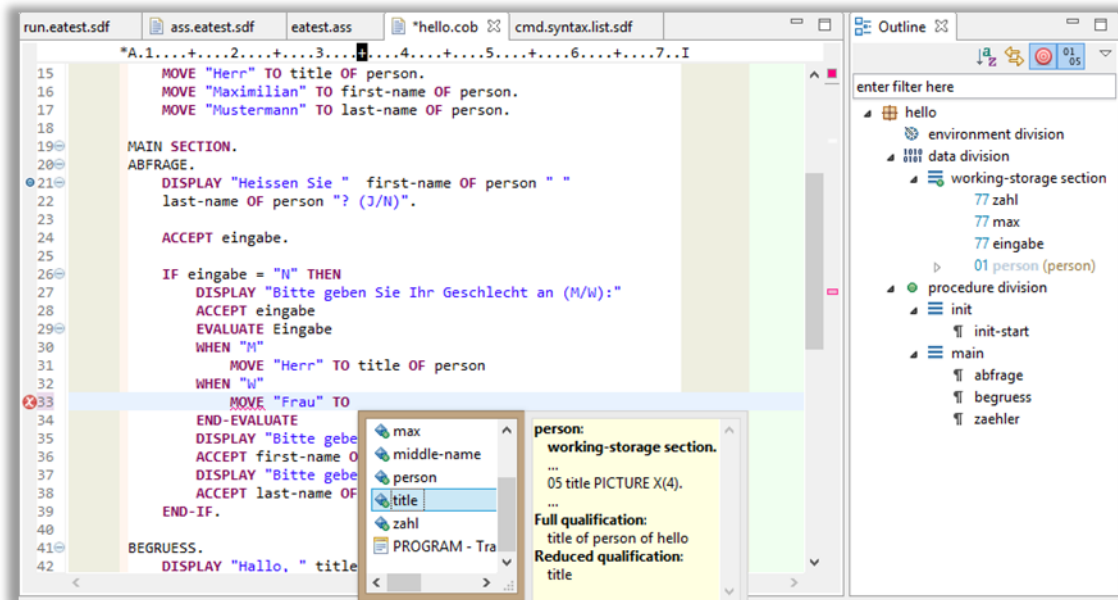 run.eatest.sdf ass.eatest.sdf eatest.ass *hello.cob cmd.syntax.list.sdf
*A.1....+....2....+....3....+....4....+....5....+....6....+....7..I
15 MOVE "Herr" TO title OF person.
16 MOVE "Maximilian" TO first-name OF person.
17 MOVE "Mustermann" TO last-name OF person.
18
19 MAIN SECTION.
20 ABFRAGE.
21 DISPLAY "Heissen Sie " first-name OF person " "
22 last-name OF person "? (J/N)".
23
24 ACCEPT eingabe.
25
26 IF eingabe = "N" THEN
27 DISPLAY "Bitte geben Sie Ihr Geschlecht an (M/W):"
28 ACCEPT eingabe
29 EVALUATE Eingabe
30 WHEN "M"
31 MOVE "Herr" TO title OF person
32 WHEN "W"
33 MOVE "Frau" TO
34 END-EVALUATE
35 DISPLAY "Bitte gebe
36 ACCEPT first-name O
37 DISPLAY "Bitte gebe
38 ACCEPT last-name OF
39 END-IF.
40
41 BEGRUESS.
42 DISPLAY "Hallo, " title
max
middle-name
person
title
zahl
PROGRAM - Tra
person:
working-storage section.
...
05 title PICTURE X(4).
...
Full qualification:
title of person of hello
Reduced qualification:
title
Outline
enter filter here
hello
environment division
data division
working-storage section
77 zahl
77 max
77 eingabe
01 person (person)
procedure division
init
¶ init-start
main
¶ abfrage
¶ begruess
¶ zaehler